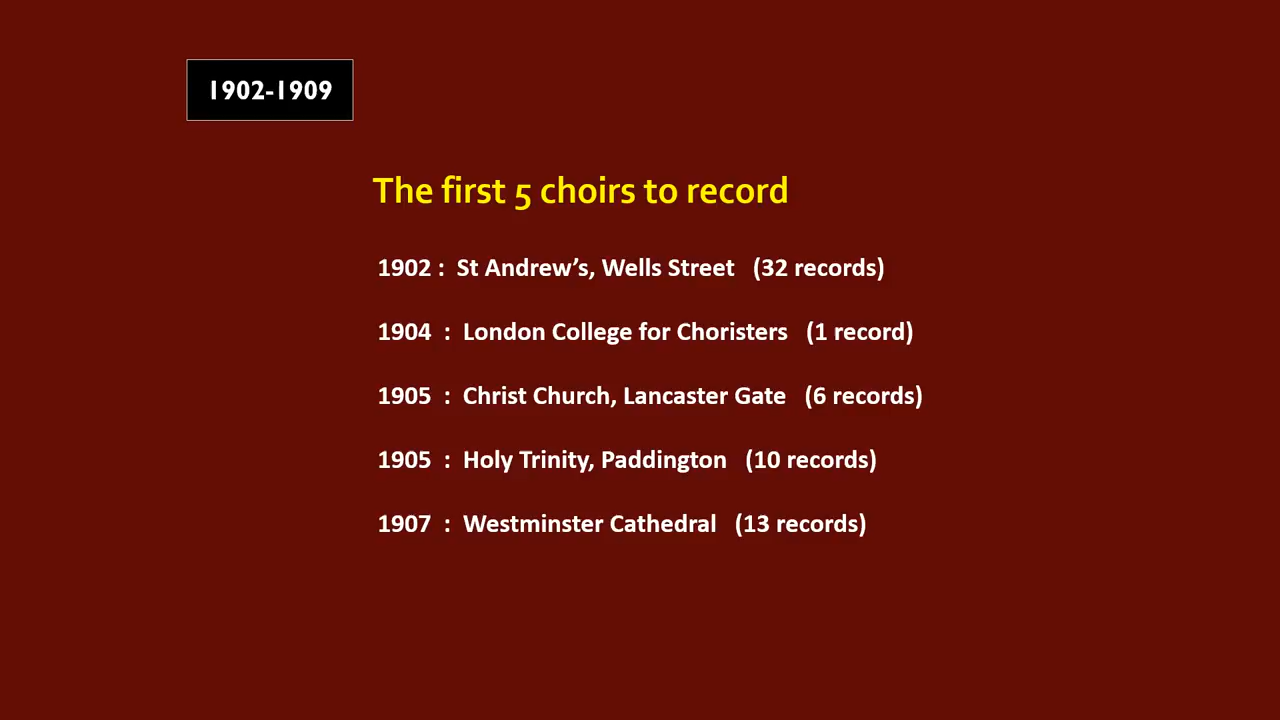 1902-1909
The first 5 choirs to record
1902 :  St Andrew’s, Wells Street   (32 records)
1904  :  London College for Choristers   (1 record)
1905  :  Christ Church, Lancaster Gate   (6 records)
1905  :  Holy Trinity, Paddington   (10 records)
1907  :  Westminster Cathedral   (13 records)